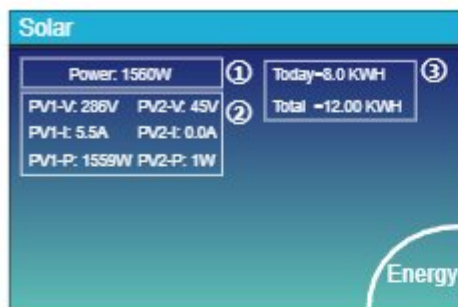 Solar
Power: 1560W ①
PV1-V: 286V PV2-V: 45V ②
PV1-I: 5.5A PV2-I: 0.0A
PV1-P: 1559W PV2-P: 1W
Today=8.0 KWH ③
Total =12.00 KWH
Energy